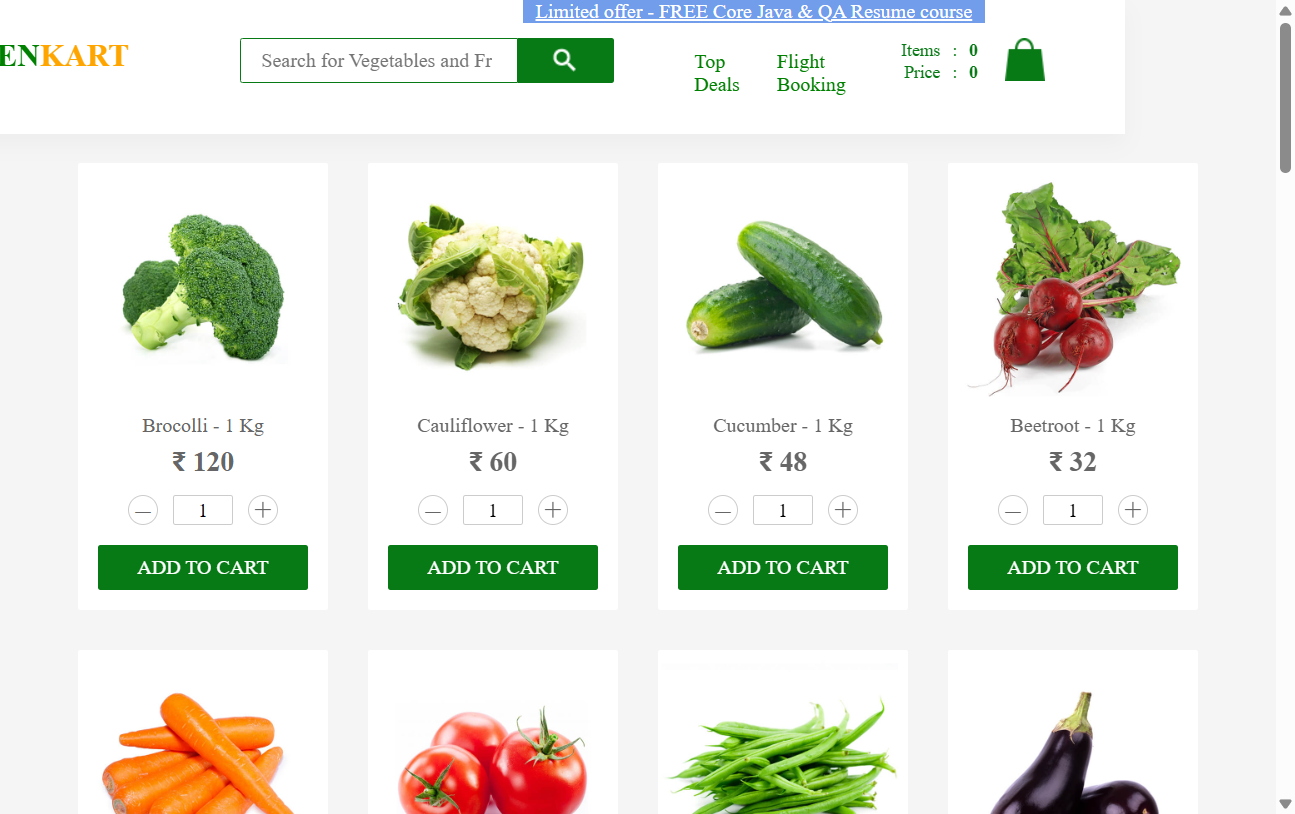 Limited offer - FREE Core Java & QA Resume course
ENKART
Search for Vegetables and Fr
Top
Deals
Flight
Booking
Items : 0
Price : 0
Brocolli - 1 Kg
₹ 120
– 1 +
ADD TO CART
Cauliflower - 1 Kg
₹ 60
– 1 +
ADD TO CART
Cucumber - 1 Kg
₹ 48
– 1 +
ADD TO CART
Beetroot - 1 Kg
₹ 32
– 1 +
ADD TO CART